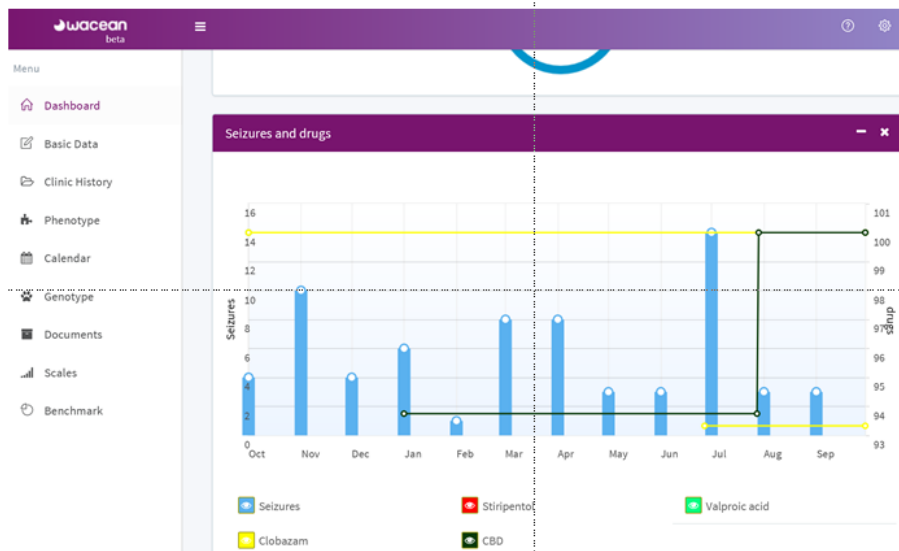 wacean
beta
Menu
Dashboard
Basic Data
Clinic History
Phenotype
Calendar
Genotype
Documents
Scales
Benchmark
Seizures and drugs
Seizures
16
14
12
10
8
6
4
2
0
101
100
99
98
97
96
95
94
93
drugs
Oct Nov Dec Jan Feb Mar Apr May Jun Jul Aug Sep
Seizures Stiripentol Valproic acid
Clobazam CBD